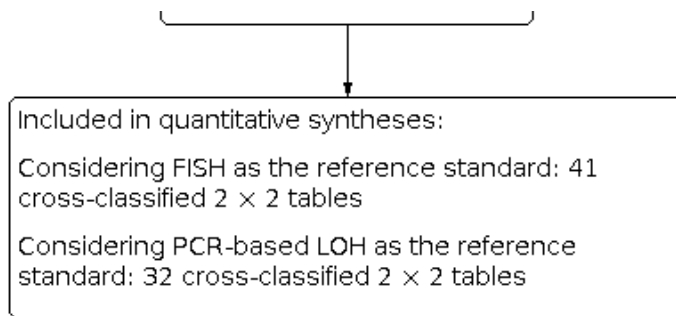 Included in quantitative syntheses:
Considering FISH as the reference standard: 41
cross-classified 2 × 2 tables
Considering PCR-based LOH as the reference
standard: 32 cross-classified 2 × 2 tables